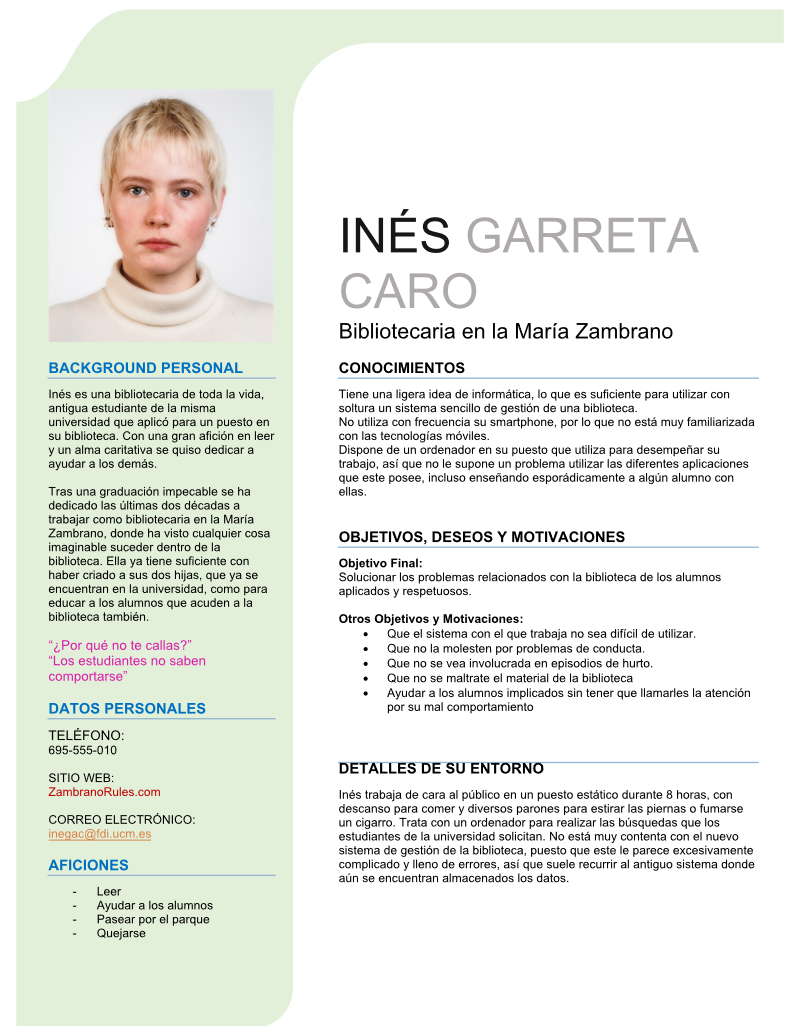 INÉS GARRETA
CARO
Bibliotecaria en la María Zambrano
BACKGROUND PERSONAL
Inés es una bibliotecaria de toda la vida,
antigua estudiante de la misma
universidad que aplicó para un puesto en
su biblioteca. Con una gran afición en leer
y un alma caritativa se quiso dedicar a
ayudar a los demás.
Tras una graduación impecable se ha
dedicado las últimas dos décadas a
trabajar como bibliotecaria en la María
Zambrano, donde ha visto cualquier cosa
imaginable suceder dentro de la
biblioteca. Ella ya tiene suficiente con
haber criado a sus dos hijas, que ya se
encuentran en la universidad, como para
educar a los alumnos que acuden a la
biblioteca también.
“¿Por qué no te callas?”
“Los estudiantes no saben
comportarse”
DATOS PERSONALES
TELÉFONO:
695-555-010
SITIO WEB:
ZambranoRules.com
CORREO ELECTRÓNICO:
inegac@fdi.ucm.es
AFICIONES
- Leer
- Ayudar a los alumnos
- Pasear por el parque
- Quejarse
CONOCIMIENTOS
Tiene una ligera idea de informática, lo que es suficiente para utilizar con
soltura un sistema sencillo de gestión de una biblioteca.
No utiliza con frecuencia su smartphone, por lo que no está muy familiarizada
con las tecnologías móviles.
Dispone de un ordenador en su puesto que utiliza para desempeñar su
trabajo, así que no le supone un problema utilizar las diferentes aplicaciones
que este posee, incluso enseñando esporádicamente a algún alumno con
ellas.
OBJETIVOS, DESEOS Y MOTIVACIONES
Objetivo Final:
Solucionar los problemas relacionados con la biblioteca de los alumnos
aplicados y respetuosos.
Otros Objetivos y Motivaciones:
• Que el sistema con el que trabaja no sea difícil de utilizar.
• Que no la molesten por problemas de conducta.
• Que no se vea involucrada en episodios de hurto.
• Que no se maltrate el material de la biblioteca
• Ayudar a los alumnos implicados sin tener que llamarles la atención
por su mal comportamiento
DETALLES DE SU ENTORNO
Inés trabaja de cara al público en un puesto estático durante 8 horas, con
descanso para comer y diversos parones para estirar las piernas o fumarse
un cigarro. Trata con un ordenador para realizar las búsquedas que los
estudiantes de la universidad solicitan. No está muy contenta con el nuevo
sistema de gestión de la biblioteca, puesto que este le parece excesivamente
complicado y lleno de errores, así que suele recurrir al antiguo sistema donde
aún se encuentran almacenados los datos.